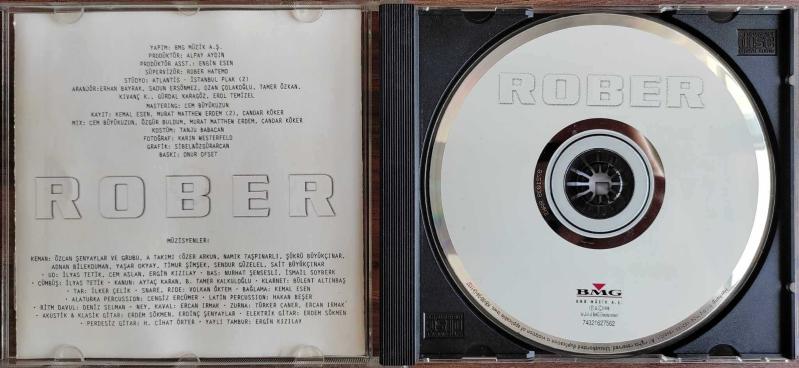 YAPIM: BMG MÜZİK A.Ş.
PRODÜKTÖR: ALPAY AYDIN
PRODÜKTÖR ASST.: ENGİN ESEN
SÜPERVİZÖR: ROBER HATEMO
STÜDYO: ATLANTİS - İSTANBUL PLAK (2)
ARANJÖR:ERHAN BAYRAK, SADUN ERSÖNMEZ, OZAN ÇOLAKOĞLU, TAMER ÖZKAN,
KIVANÇ K., GÜRDAL KARAGÖZ, EROL TEMİZEL
MASTERING: CEM BÜYÜKUZUN
KAYIT: KEMAL ESEN, MURAT MATTHEW ERDEM (2), CANDAR KÖKER
MIX: CEM BÜYÜKUZUN, ÖZGÜR BULDUM, MURAT MATTHEW ERDEM, CANDAR KÖKER
KOSTÜM: TANJU BABACAN
FOTOĞRAF: KARIN WESTERFELD
GRAFİK: SİBEL&ÖZGÜRARCAN
BASKI: ONUR OFSET
ROBER
MÜZİSYENLER:
KEMAN: ÖZCAN ŞENYAYLAR VE GRUBU, A TAKIMI (ÖZER ARKUN, NAMIK TAŞPINARLI, ŞÜKRÜ BÜYÜKÇINAR,
ADNAN BİLEKDUMAN, YAŞAR OKYAY, TİMUR ŞİMŞEK, SENDUR GÜZELEL, SAİT BÜYÜKÇINAR
· UD: İLYAS TETİK, CEM ASLAN, ERGİN KIZILAY · BAS: NURHAT ŞENSESLİ, İSMAİL SOYBERK ·
CÜMBÜŞ: İLYAS TETİK · KANUN: AYTAÇ KARAN, B. TAMER KALKULOĞLU · KLARNET: BÜLENT ALTINBAŞ
· TAR: İLKER ÇELİK · SNARE, RIDE: VOLKAN ÖKTEM · BAĞLAMA: KEMAL ESEN
· ALATURKA PERCUSSION: CENGİZ ERCÜMER · LATIN PERCUSSION: HAKAN BEŞER
· RİTM DAVUL: DENİZ SELMAN · NEY, KAVAL: ERCAN IRMAK · ZURNA: TÜRKER CANER, ERCAN IRMAK
· AKUSTİK & KLASİK GİTAR: ERDEM SÖKMEN, ERDİNÇ ŞENYAYLAR · ELEKTRİK GİTAR: ERDEM SÖKMEN
· PERDESİZ GİTAR: H. CİHAT ÖRTER · YAYLI TAMBUR: ERGİN KIZILAY
ROBER
BMG
BMG MÜZİK A.Ş.
74321627562